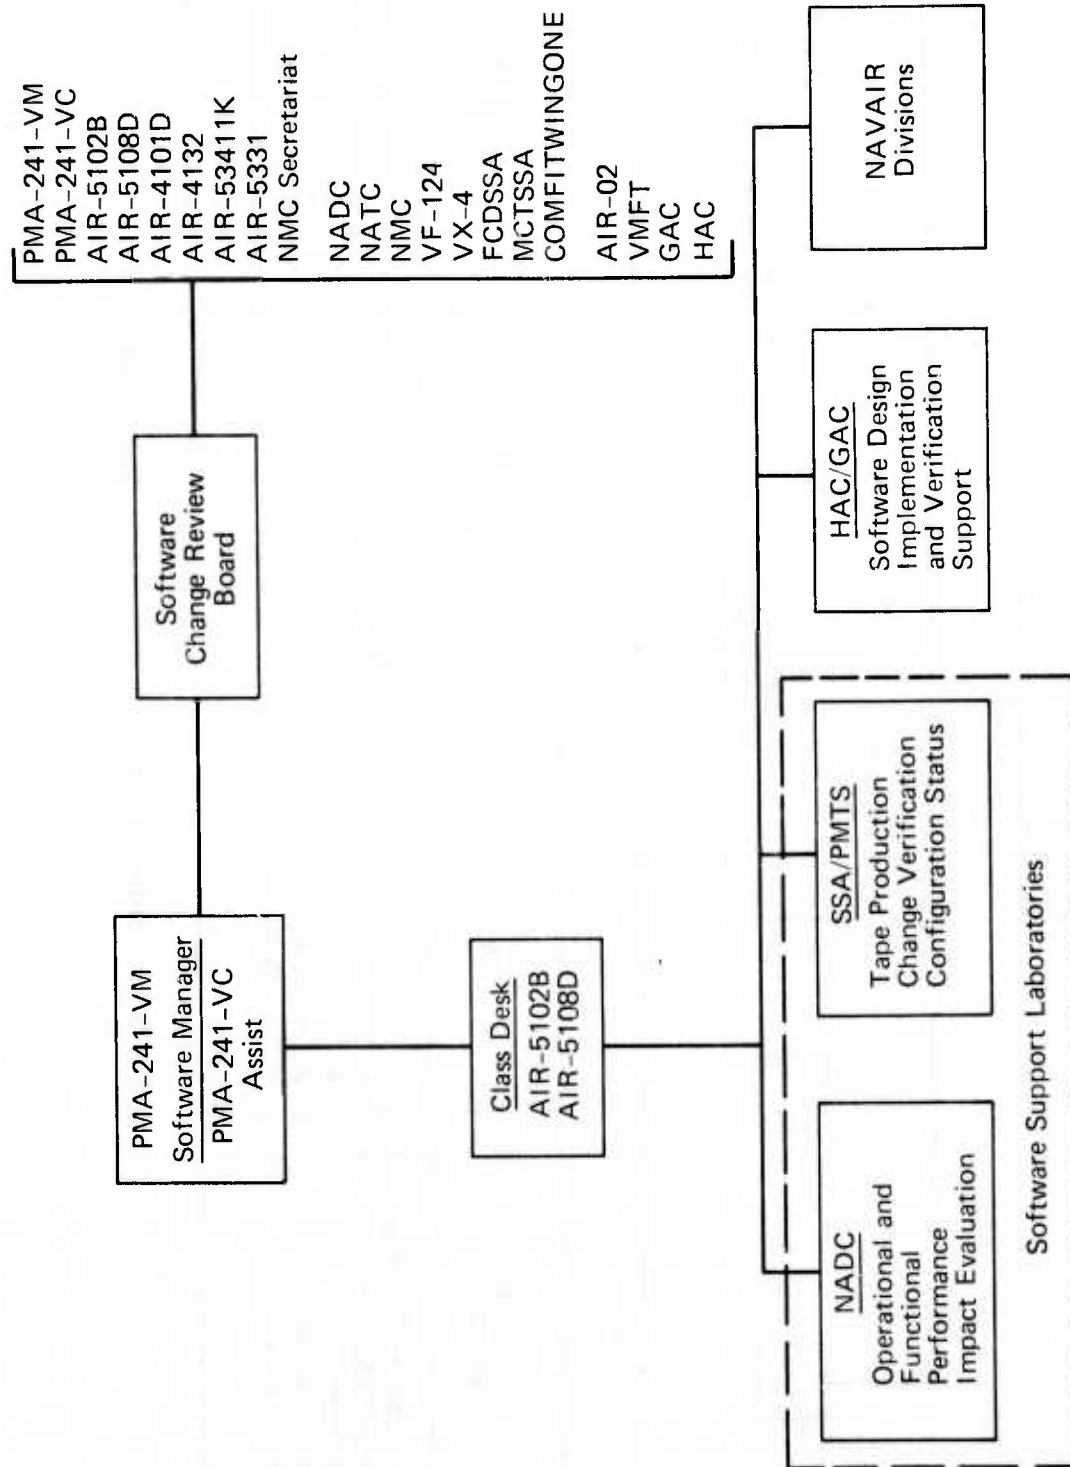 PMA-241-VM
Software Manager
PMA-241-VC
Assist
Software
Change Review
Board
PMA-241-VM
PMA-241-VC
AIR-5102B
AIR-5108D
AIR-4101D
AIR-4132
AIR-53411K
AIR-5331
NMC Secretariat
NADC
NATC
NMC
VF-124
VX-4
FCDSSA
MCTSSA
COMFITWINGONE
AIR-02
VMFT
GAC
HAC
Class Desk
AIR-5102B
AIR-5108D
NADC
Operational and
Functional
Performance
Impact Evaluation
SSA/PMTS
Tape Production
Change Verification
Configuration Status
HAC/GAC
Software Design
Implementation
and Verification
Support
NAVAIR
Divisions
Software Support Laboratories